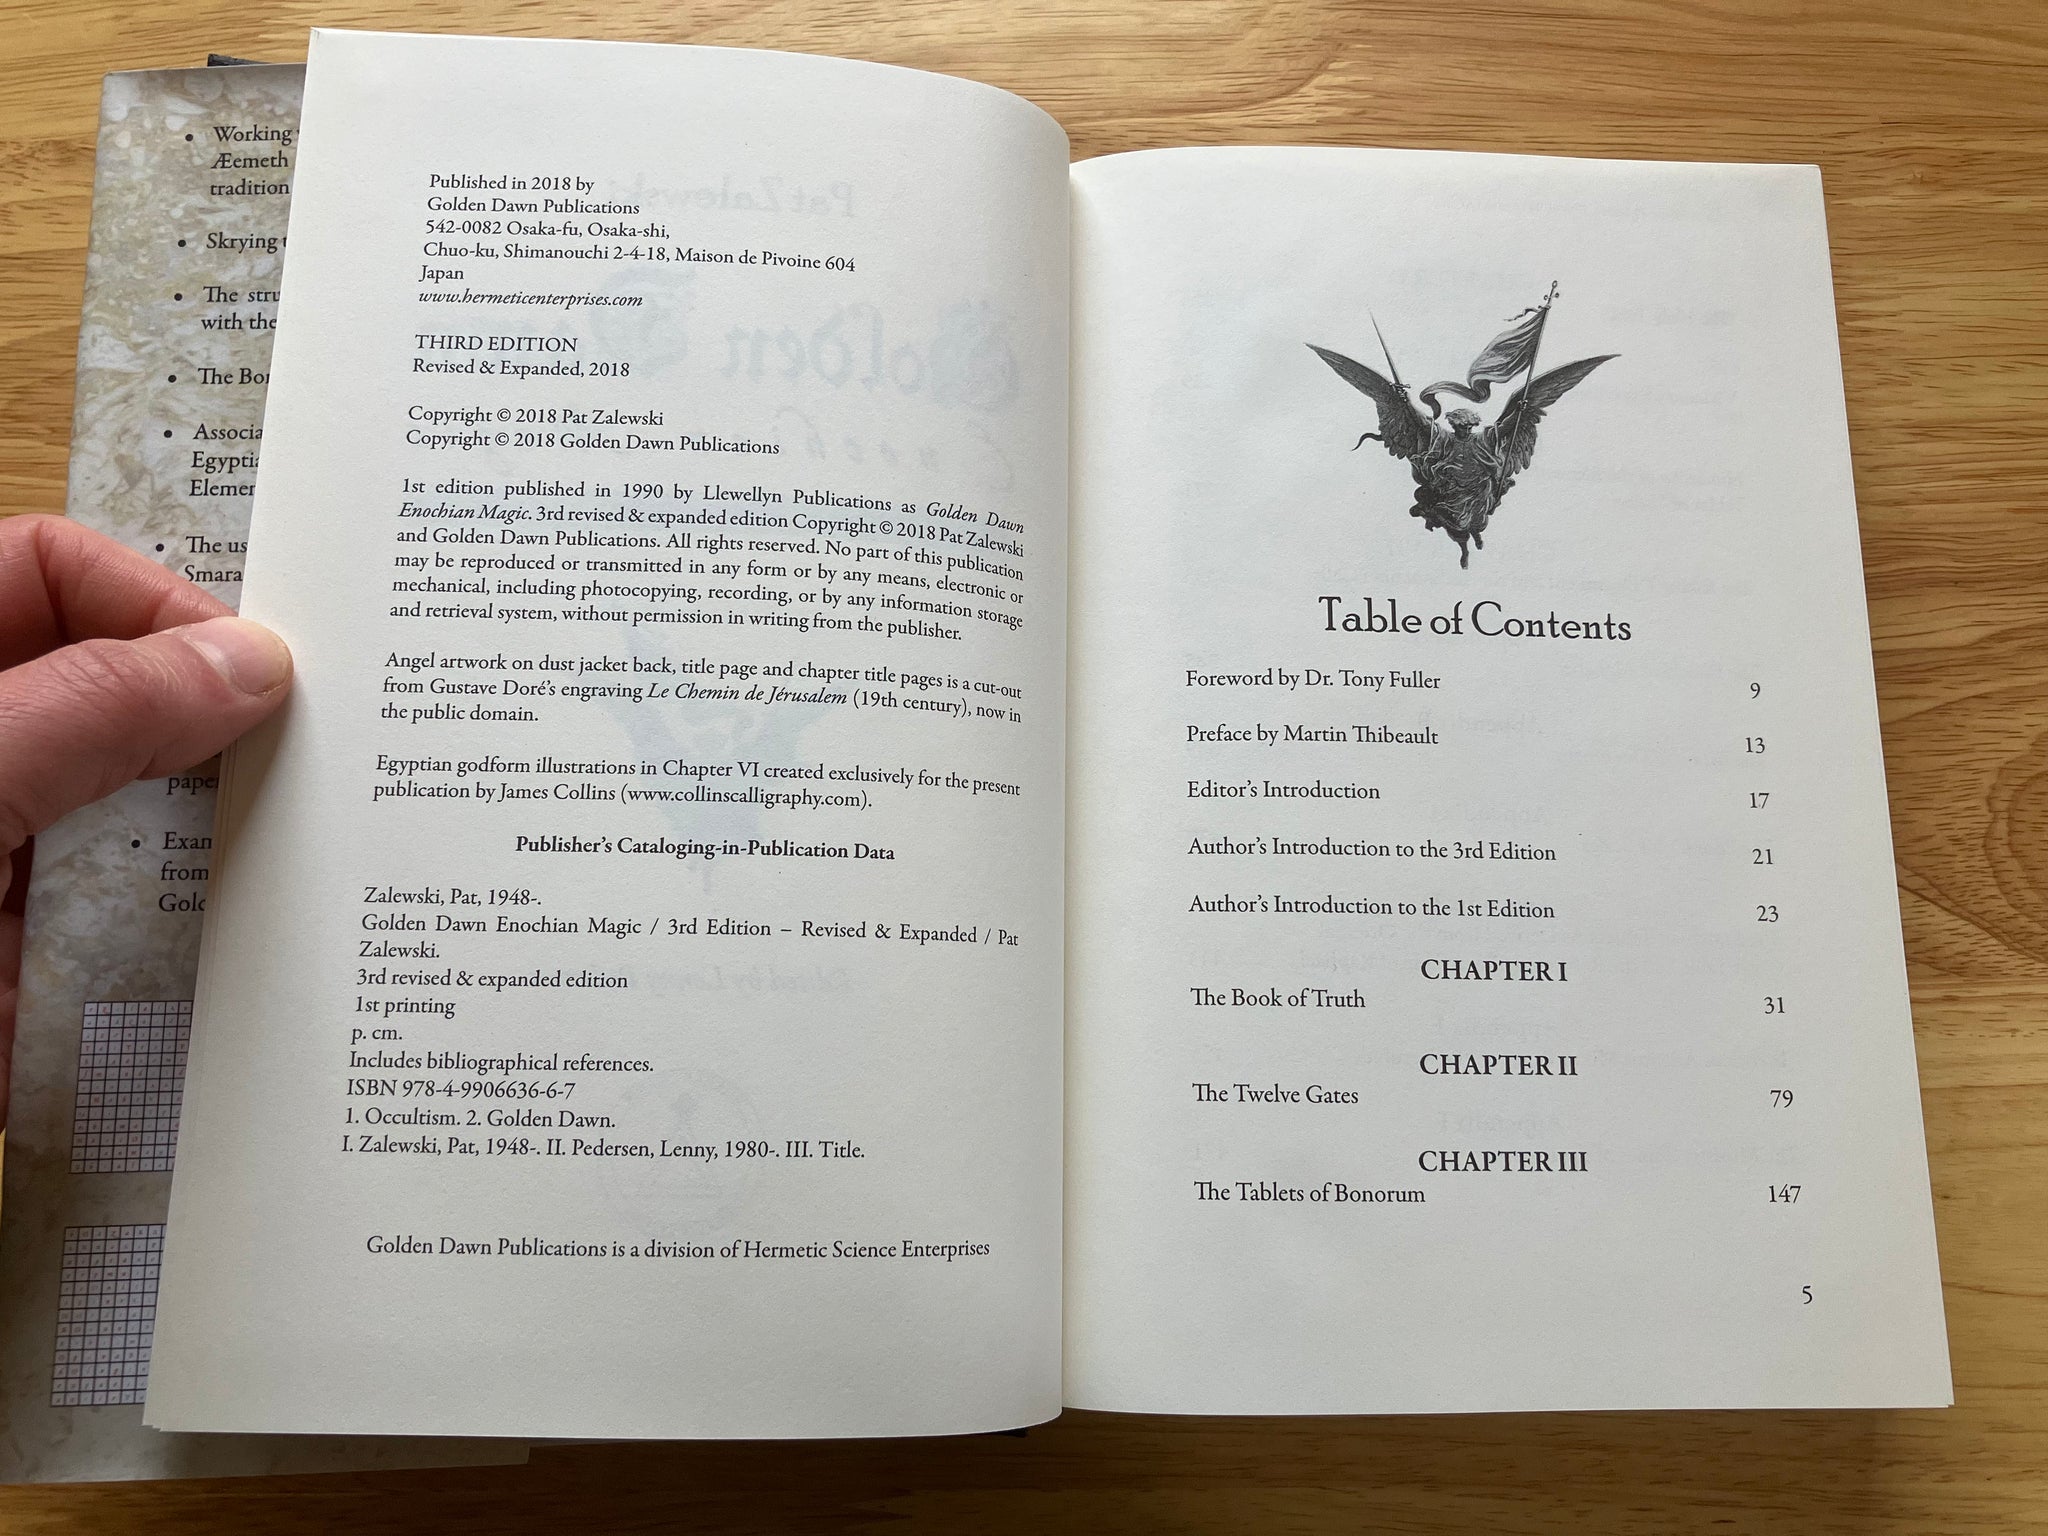 Working
Æemeth
tradition
Skrying
The
with the
The
The
from
Published in 2018 by
Golden Dawn Publications
542-0082 Osaka-fu, Osaka-shi,
Chuo-ku, Shimanouchi 2-4-18, Maison de Pivoine 604
Japan
www.hermeticenterprises.com
THIRD EDITION
Revised & Expanded, 2018
Copyright © 2018 Pat Zalewski
Copyright © 2018 Golden Dawn Publications
1st edition published in 1990 by Llewellyn Publications as Golden Dawn
Enochian Magic. 3rd revised & expanded edition Copyright © 2018 Pat Zalewski
and Golden Dawn Publications. All rights reserved. No part of this publication
may be reproduced or transmitted in any form or by any means, electronic or
mechanical, including photocopying, recording, or by any information storage
and retrieval system, without permission in writing from the publisher.
Angel artwork on dust jacket back, title page and chapter title pages is a cut-out
from Gustave Doré's engraving Le Chemin de Jérusalem (19th century), now in
the public domain.
Egyptian godform illustrations in Chapter VI created exclusively for the present
publication by James Collins (www.collinscalligraphy.com).
Publisher's Cataloging-in-Publication Data
Zalewski, Pat, 1948-.
Golden Dawn Enochian Magic / 3rd Edition – Revised & Expanded / Pat
Zalewski.
3rd revised & expanded edition
1st printing
p. cm.
Includes bibliographical references.
ISBN 978-4-9906636-6-7
1. Occultism. 2. Golden Dawn.
I. Zalewski, Pat, 1948-. II. Pedersen, Lenny, 1980-. III. Title.
Golden Dawn Publications is a division of Hermetic Science Enterprises
Table of Contents
Foreword by Dr. Tony Fuller 9
Preface by Martin Thibeault 13
Editor's Introduction 17
Author's Introduction to the 3rd Edition 21
Author's Introduction to the 1st Edition 23
CHAPTER I
The Book of Truth 31
CHAPTER II
The Twelve Gates 79
CHAPTER III
The Tablets of Bonorum 147
5